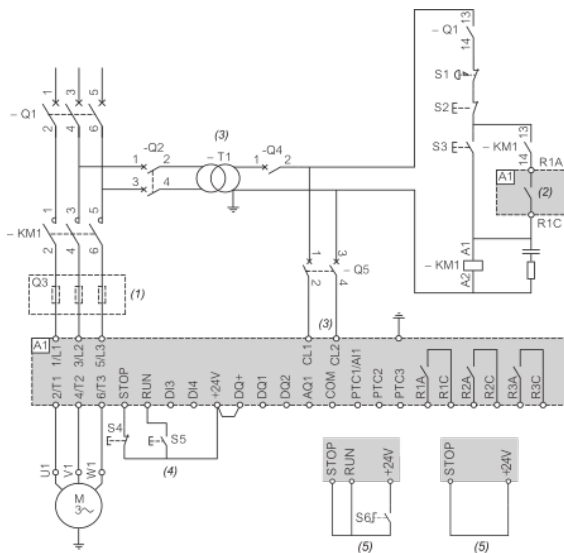 13
– Q1
14
S1
S2
S3
13
– KM1
14
R1A
A1
(2)
R1C
– KM1
A1
A2
1 3 5
– Q1
2 4 6
(3)
-Q2
1 2
3 4
– T1
-Q4
1 2
1 3
– Q5
2 4
(3)
1 3 5
– KM1
2 4 6
Q3
(1)
A1
1/L1 3/L2 5/L3 CL1 CL2
2/T1 4/T2 6/T3 STOP RUN DI3 DI4 +24V DQ+ DQ1 DQ2 AQ1 COM PTC1/AI1 PTC2 PTC3 R1A R1C R2A R2C R3A R3C
S4
S5
(4)
U1 V1 W1
M
3
STOP RUN +24V
S6
(5)
STOP +24V
(5)